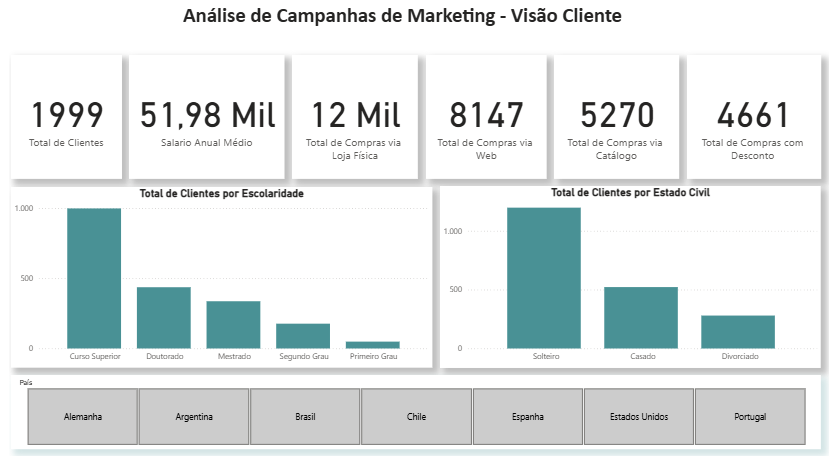 Análise de Campanhas de Marketing - Visão Cliente
1999
Total de Clientes
51,98 Mil
Salario Anual Médio
12 Mil
Total de Compras via
Loja Física
8147
Total de Compras via
Web
5270
Total de Compras via
Catálogo
4661
Total de Compras com
Desconto
Total de Clientes por Escolaridade
1.000
500
0
Curso Superior
Doutorado
Mestrado
Segundo Grau
Primeiro Grau
Total de Clientes por Estado Civil
1.000
500
0
Solteiro
Casado
Divorciado
País
Alemanha
Argentina
Brasil
Chile
Espanha
Estados Unidos
Portugal